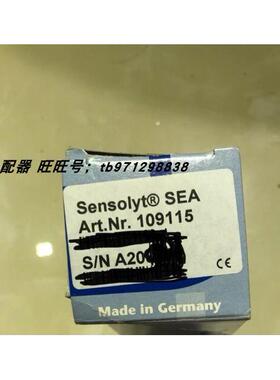 配器 旺旺号：tb971298838
Sensolyt® SEA
Art.Nr. 109115
S/N A20
CE
Made in Germany